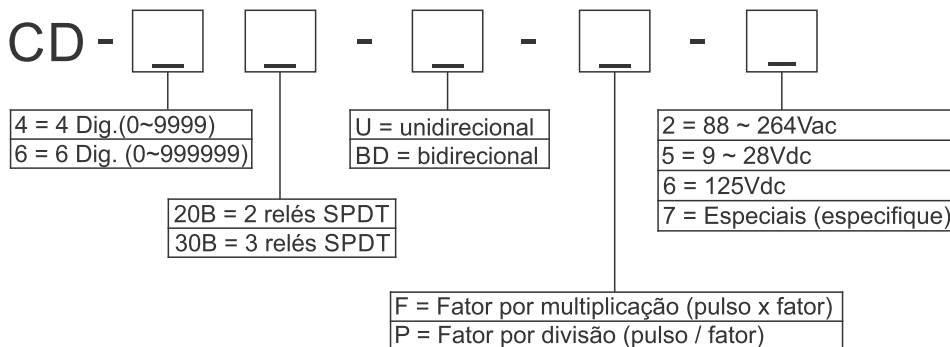 CD - _ _ - _ - _ - _
4 = 4 Dig.(0~9999)
6 = 6 Dig. (0~999999)
20B = 2 relés SPDT
30B = 3 relés SPDT
U = unidirecional
BD = bidirecional
F = Fator por multiplicação (pulso x fator)
P = Fator por divisão (pulso / fator)
2 = 88 ~ 264Vac
5 = 9 ~ 28Vdc
6 = 125Vdc
7 = Especiais (especifique)